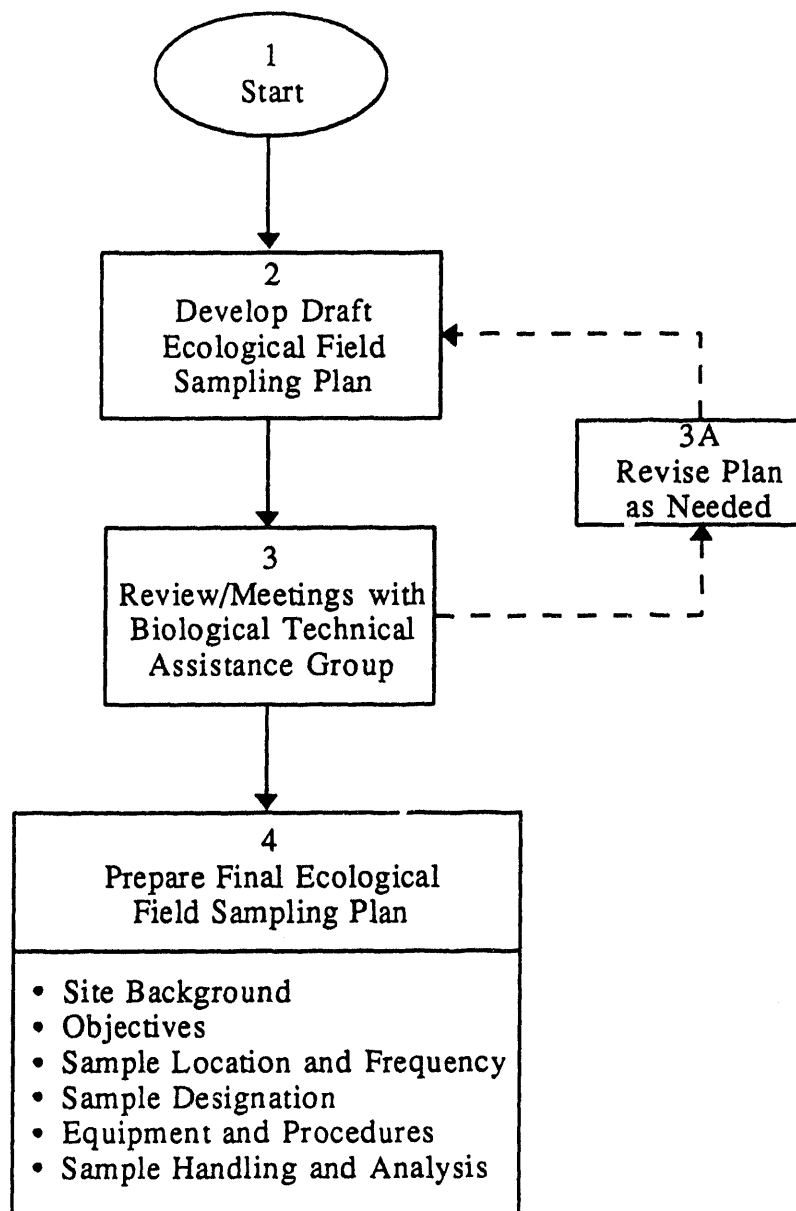 1
Start
2
Develop Draft
Ecological Field
Sampling Plan
3A
Revise Plan
as Needed
3
Review/Meetings with
Biological Technical
Assistance Group
4
Prepare Final Ecological
Field Sampling Plan
• Site Background
• Objectives
• Sample Location and Frequency
• Sample Designation
• Equipment and Procedures
• Sample Handling and Analysis